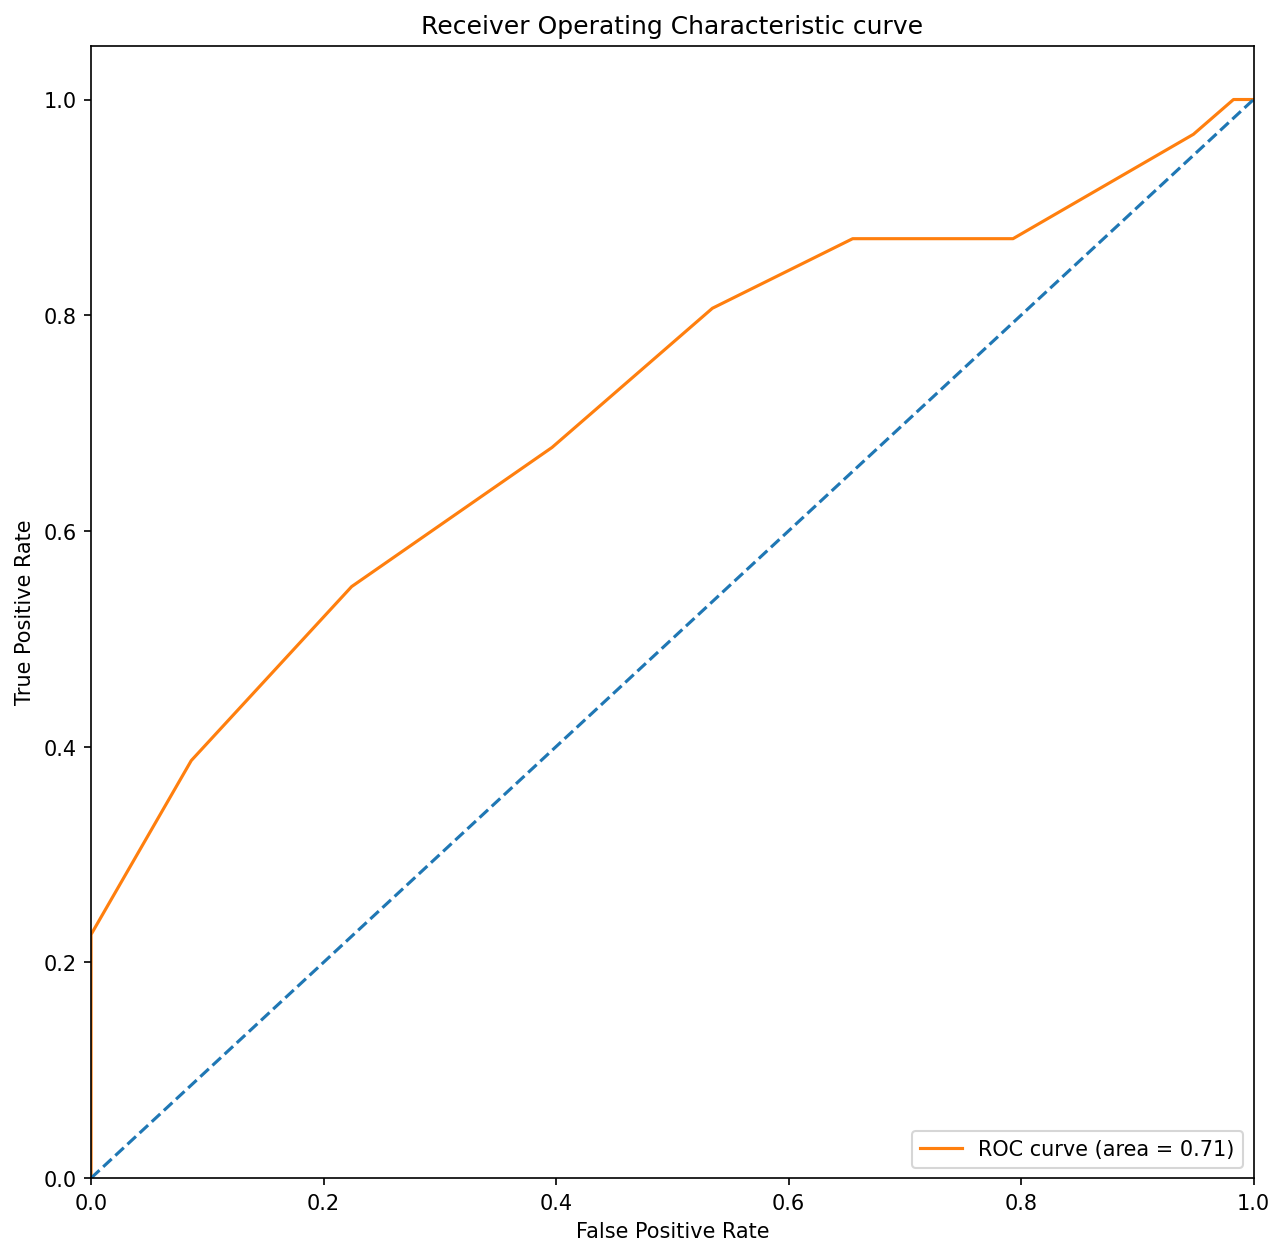 Receiver Operating Characteristic curve
1.0
0.8
0.6
0.4
0.2
0.0
True Positive Rate
ROC curve (area = 0.71)
0.0 0.2 0.4 0.6 0.8 1.0
False Positive Rate